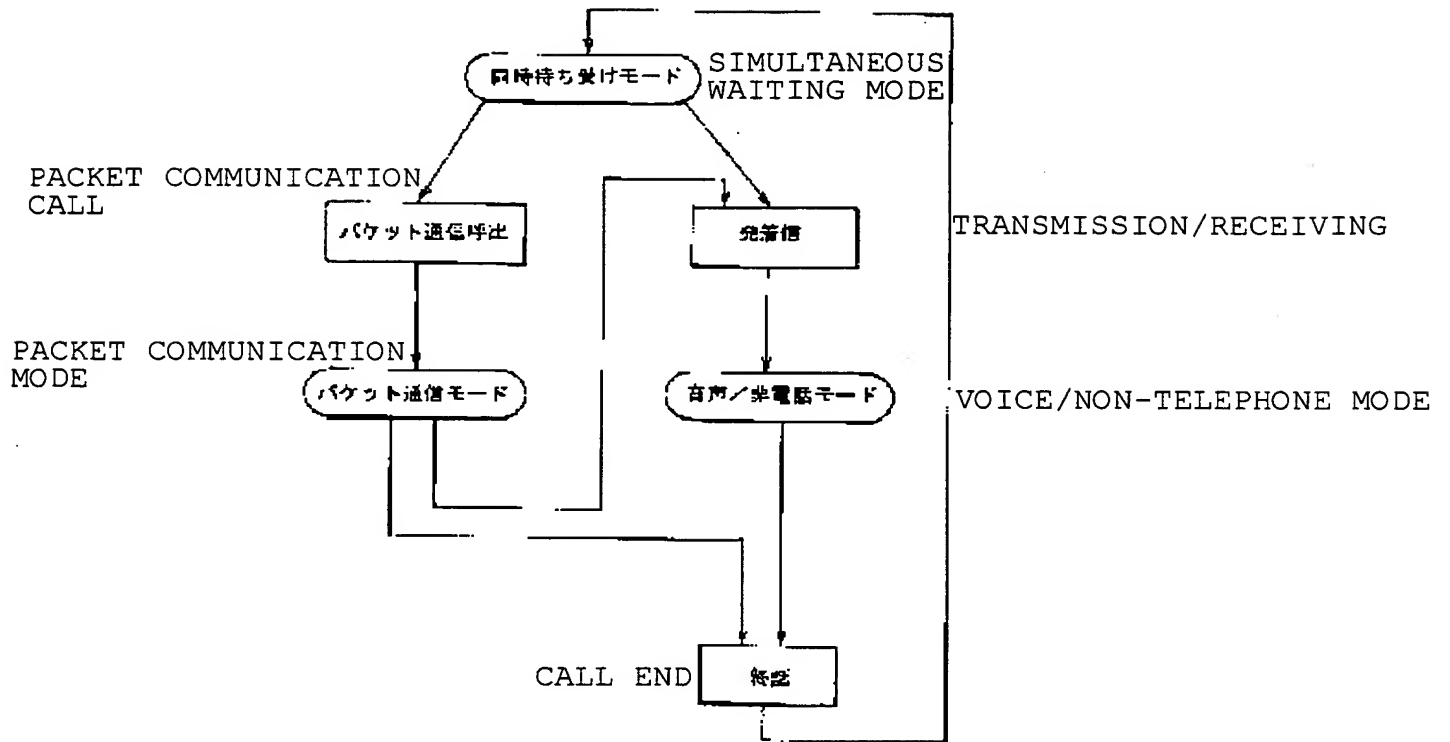 同時待ち受けモード
SIMULTANEOUS
WAITING MODE
PACKET COMMUNICATION
CALL
パケット通信呼出
発着信
TRANSMISSION/RECEIVING
PACKET COMMUNICATION
MODE
パケット通信モード
音声/非電話モード
VOICE/NON-TELEPHONE MODE
CALL END
終話